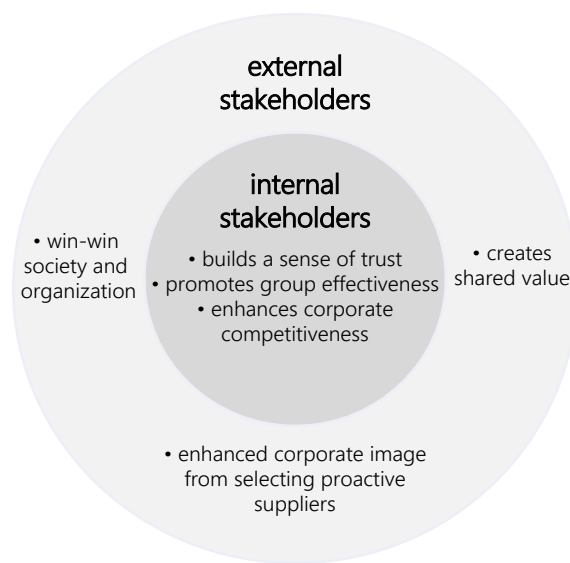 external
stakeholders
internal
stakeholders
• builds a sense of trust
• promotes group effectiveness
• enhances corporate
competitiveness
• win-win
society and
organization
• creates
shared value
• enhanced corporate image
from selecting proactive
suppliers